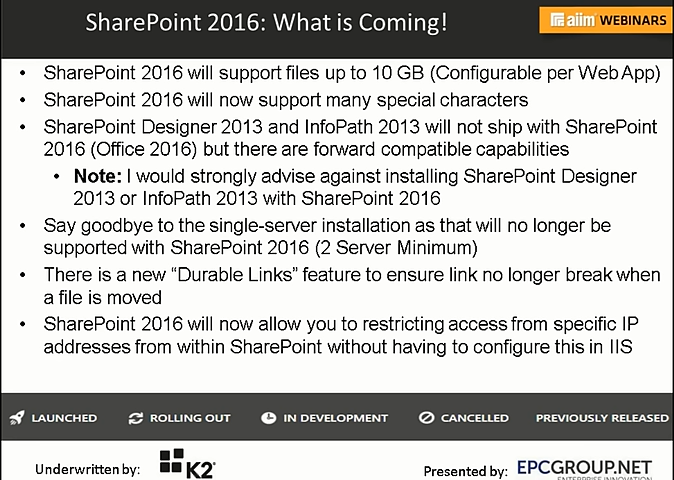 SharePoint 2016: What is Coming!
aiim WEBINARS
• SharePoint 2016 will support files up to 10 GB (Configurable per Web App)
• SharePoint 2016 will now support many special characters
• SharePoint Designer 2013 and InfoPath 2013 will not ship with SharePoint
2016 (Office 2016) but there are forward compatible capabilities
• Note: I would strongly advise against installing SharePoint Designer
2013 or InfoPath 2013 with SharePoint 2016
• Say goodbye to the single-server installation as that will no longer be
supported with SharePoint 2016 (2 Server Minimum)
• There is a new “Durable Links” feature to ensure link no longer break when
a file is moved
• SharePoint 2016 will now allow you to restricting access from specific IP
addresses from within SharePoint without having to configure this in IIS
LAUNCHED ROLLING OUT IN DEVELOPMENT CANCELLED PREVIOUSLY RELEASED
Underwritten by: K2 Presented by: EPCGROUP.NET
ENTERPRISE INNOVATION